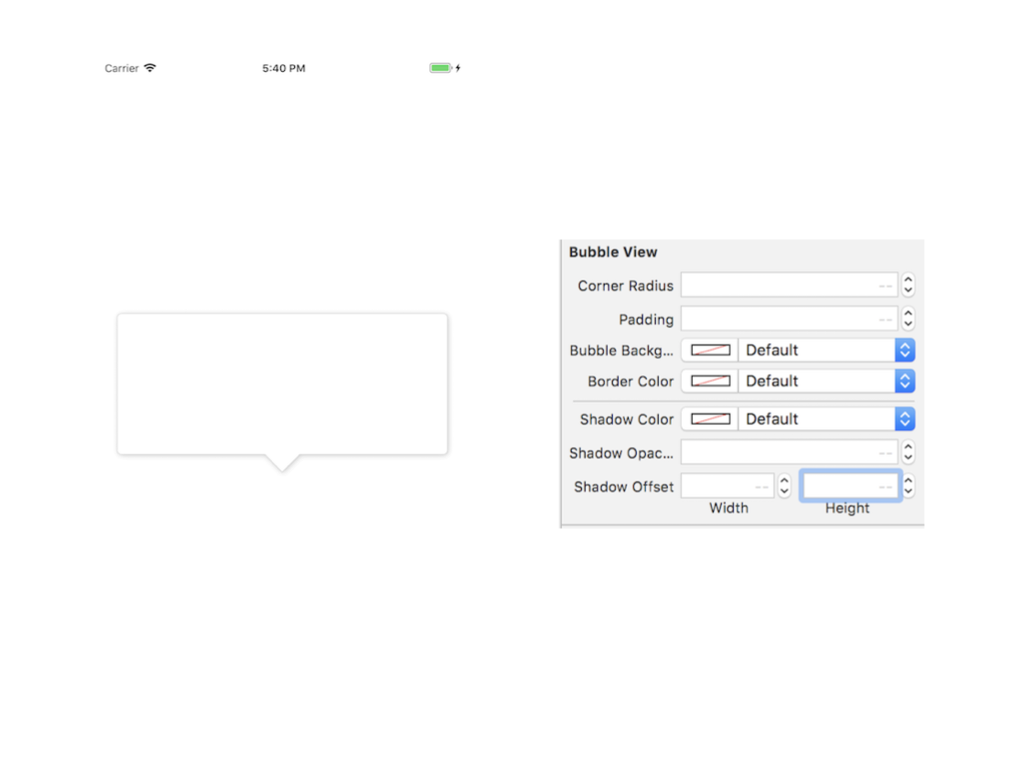 Carrier 5:40 PM
Bubble View
Corner Radius --
Padding --
Bubble Backg... Default
Border Color Default
Shadow Color Default
Shadow Opac... --
Shadow Offset -- --
Width Height